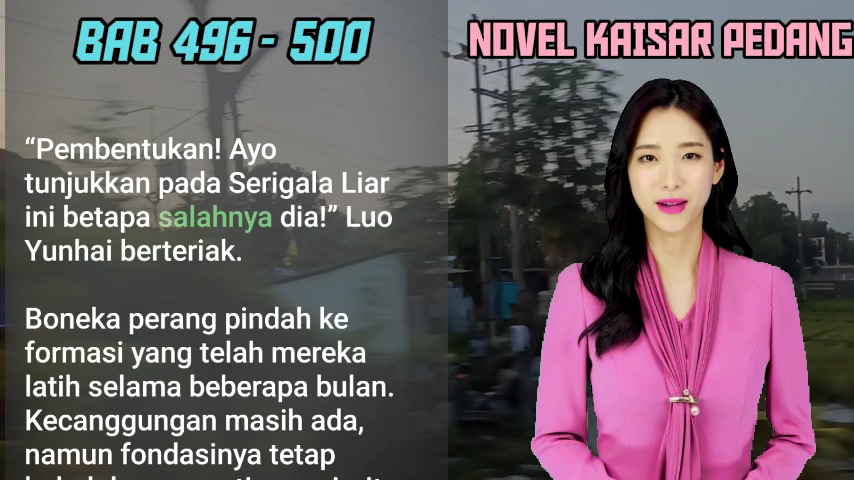 BAB 496 - 500
NOVEL KAISAR PEDANG
“Pembentukan! Ayo
tunjukkan pada Serigala Liar
ini betapa salahnya dia!” Luo
Yunhai berteriak.
Boneka perang pindah ke
formasi yang telah mereka
latih selama beberapa bulan.
Kecanggungan masih ada,
namun fondasinya tetap